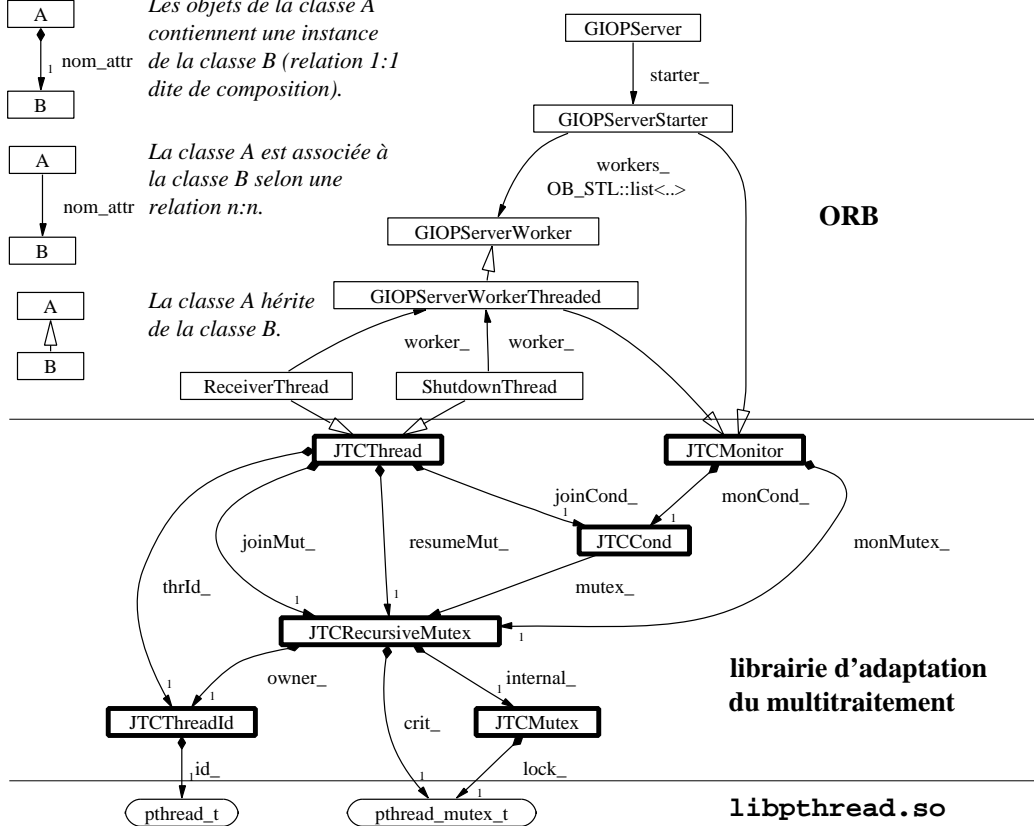 A
Les objets de la classe A
contiennent une instance
de la classe B (relation 1:1
dite de composition).
1 nom_attr
B
A
La classe A est associée à
la classe B selon une
relation n:n.
nom_attr
B
A
La classe A hérite
de la classe B.
B
GIOPServer
starter_
GIOPServerStarter
workers_
OB_STL::list<..>
GIOPServerWorker
ORB
GIOPServerWorkerThreaded
worker_ worker_
ReceiverThread ShutdownThread
JTCThread JTCMonitor
joinCond_ monCond_
1 1
joinMut_ resumeMut_ JTCCond monMutex_
thrId_ mutex_
1 1
JTCRecursiveMutex 1
owner_ internal_
1 1 1
librairie d’adaptation
du multitraitement
JTCThreadId crit_ JTCMutex
1 id_ 1 lock_ 1
pthread_t pthread_mutex_t libpthread.so